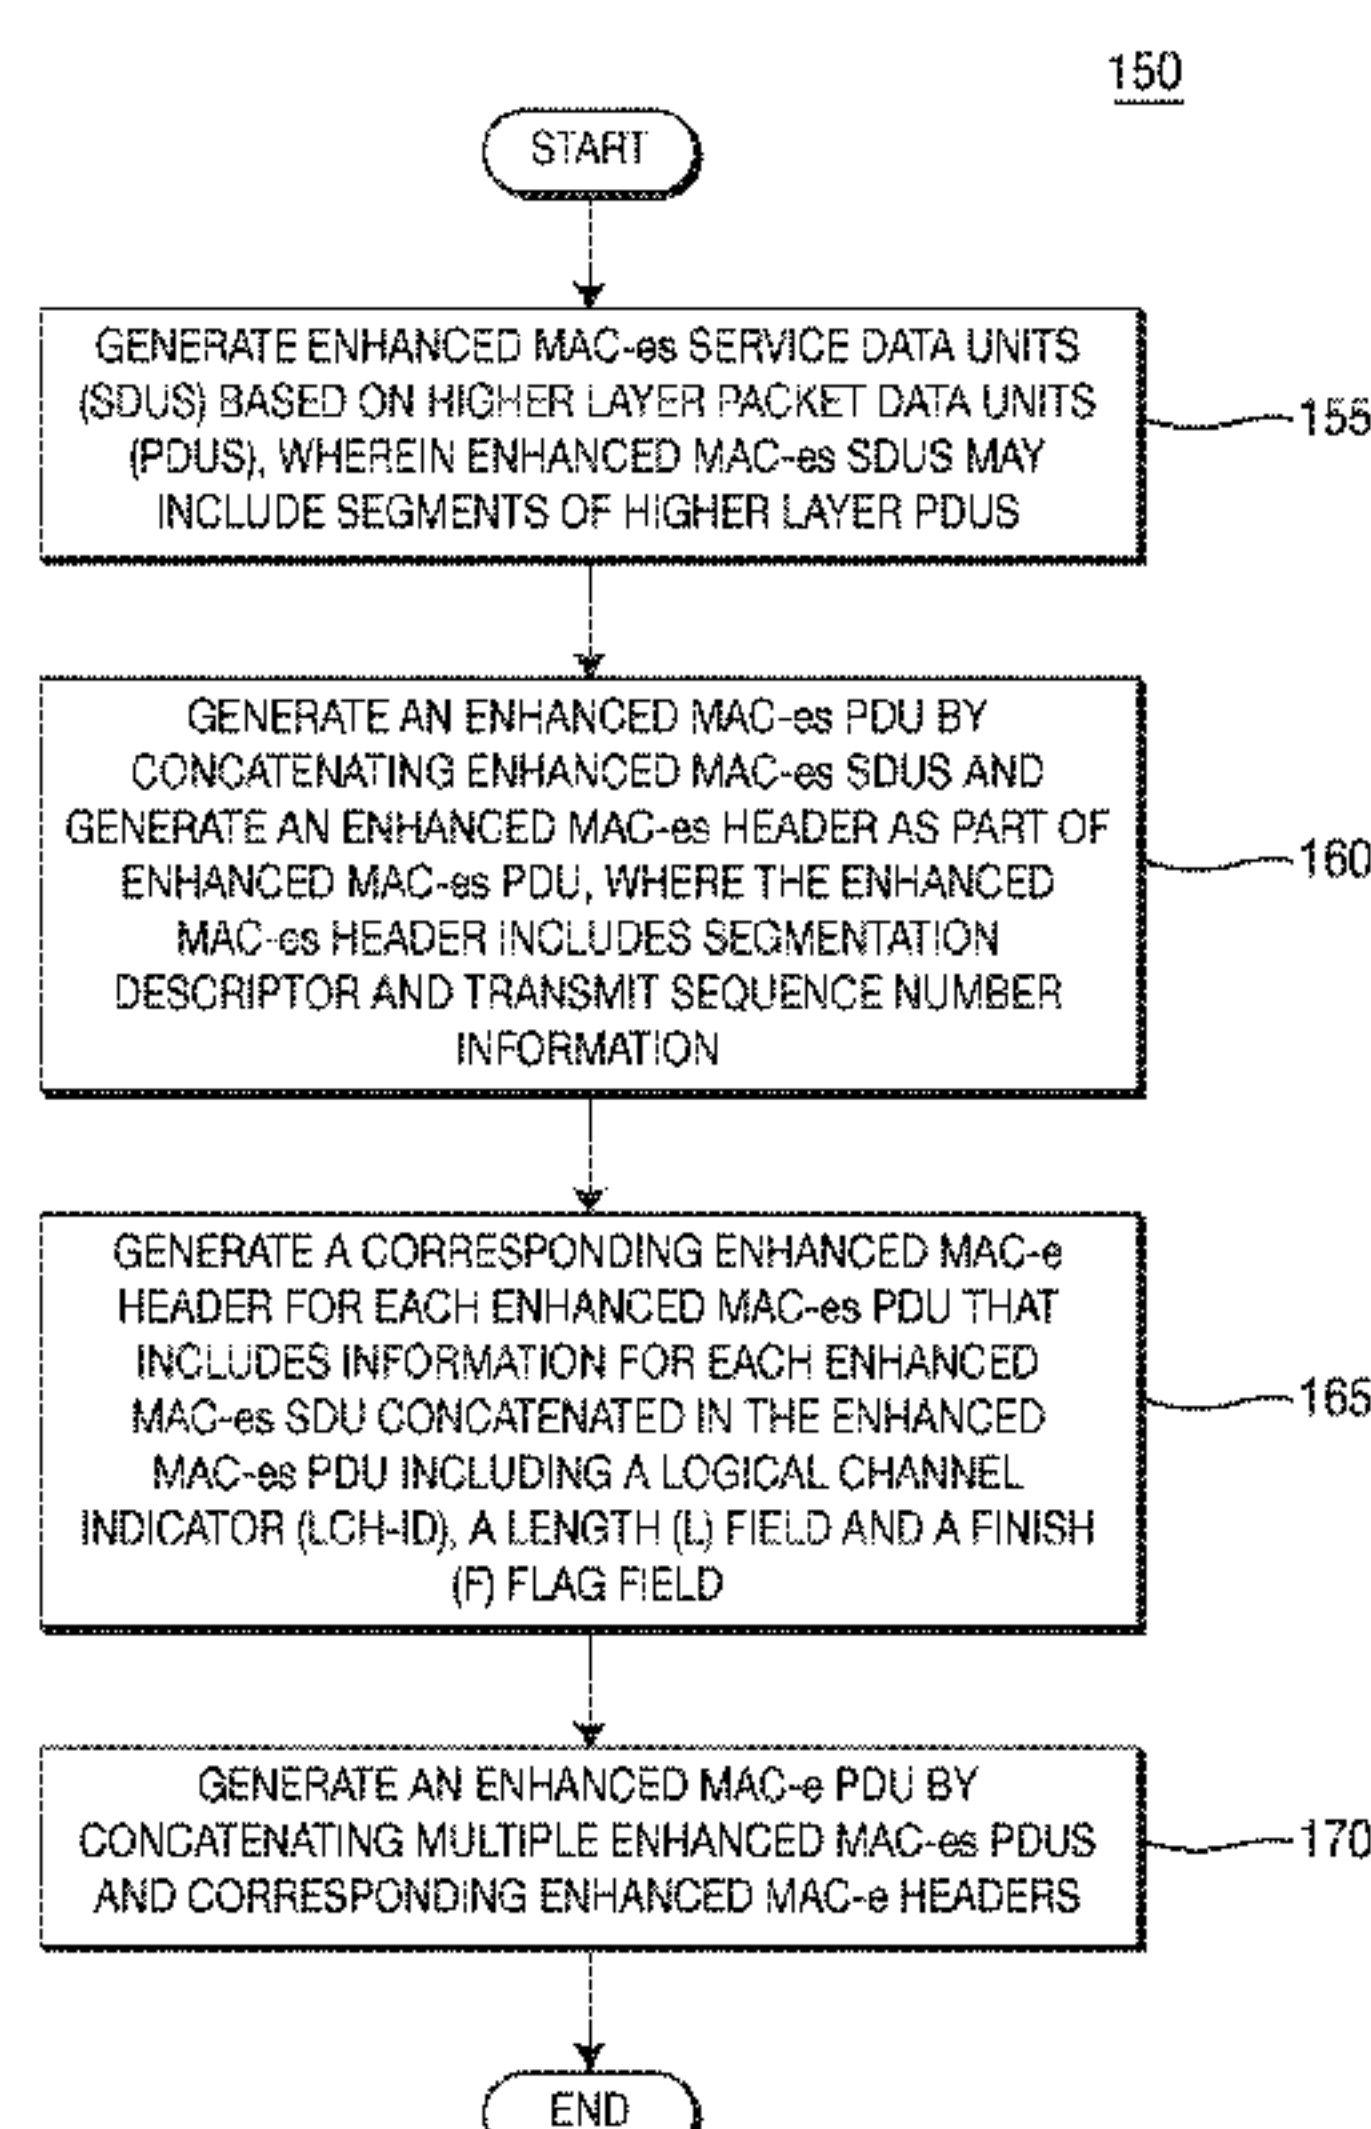 150
START
GENERATE ENHANCED MAC-es SERVICE DATA UNITS
(SDUS) BASED ON HIGHER LAYER PACKET DATA UNITS
(PDUS), WHEREIN ENHANCED MAC-es SDUS MAY
INCLUDE SEGMENTS OF HIGHER LAYER PDUS
155
GENERATE AN ENHANCED MAC-es PDU BY
CONCATENATING ENHANCED MAC-es SDUS AND
GENERATE AN ENHANCED MAC-es HEADER AS PART OF
ENHANCED MAC-es PDU, WHERE THE ENHANCED
MAC-es HEADER INCLUDES SEGMENTATION
DESCRIPTOR AND TRANSMIT SEQUENCE NUMBER
INFORMATION
160
GENERATE A CORRESPONDING ENHANCED MAC-e
HEADER FOR EACH ENHANCED MAC-es PDU THAT
INCLUDES INFORMATION FOR EACH ENHANCED
MAC-es SDU CONCATENATED IN THE ENHANCED
MAC-es PDU INCLUDING A LOGICAL CHANNEL
INDICATOR (LCH-ID), A LENGTH (L) FIELD AND A FINISH
(F) FLAG FIELD
165
GENERATE AN ENHANCED MAC-e PDU BY
CONCATENATING MULTIPLE ENHANCED MAC-es PDUS
AND CORRESPONDING ENHANCED MAC-e HEADERS
170
END